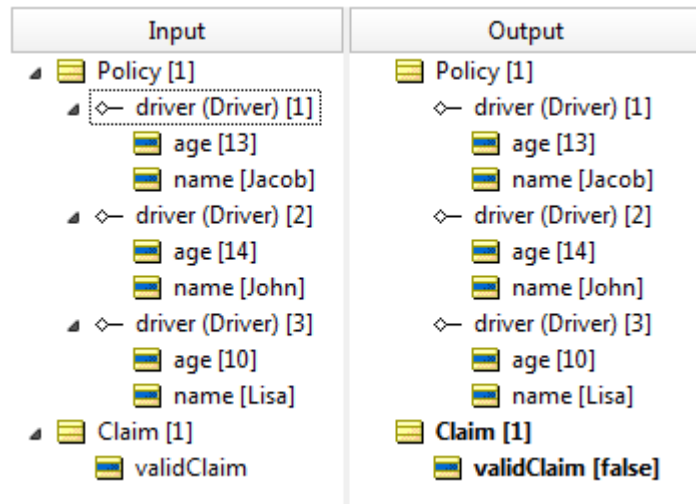 Input
Policy [1]
driver (Driver) [1]
age [13]
name [Jacob]
driver (Driver) [2]
age [14]
name [John]
driver (Driver) [3]
age [10]
name [Lisa]
Claim [1]
validClaim
Output
Policy [1]
driver (Driver) [1]
age [13]
name [Jacob]
driver (Driver) [2]
age [14]
name [John]
driver (Driver) [3]
age [10]
name [Lisa]
Claim [1]
validClaim [false]